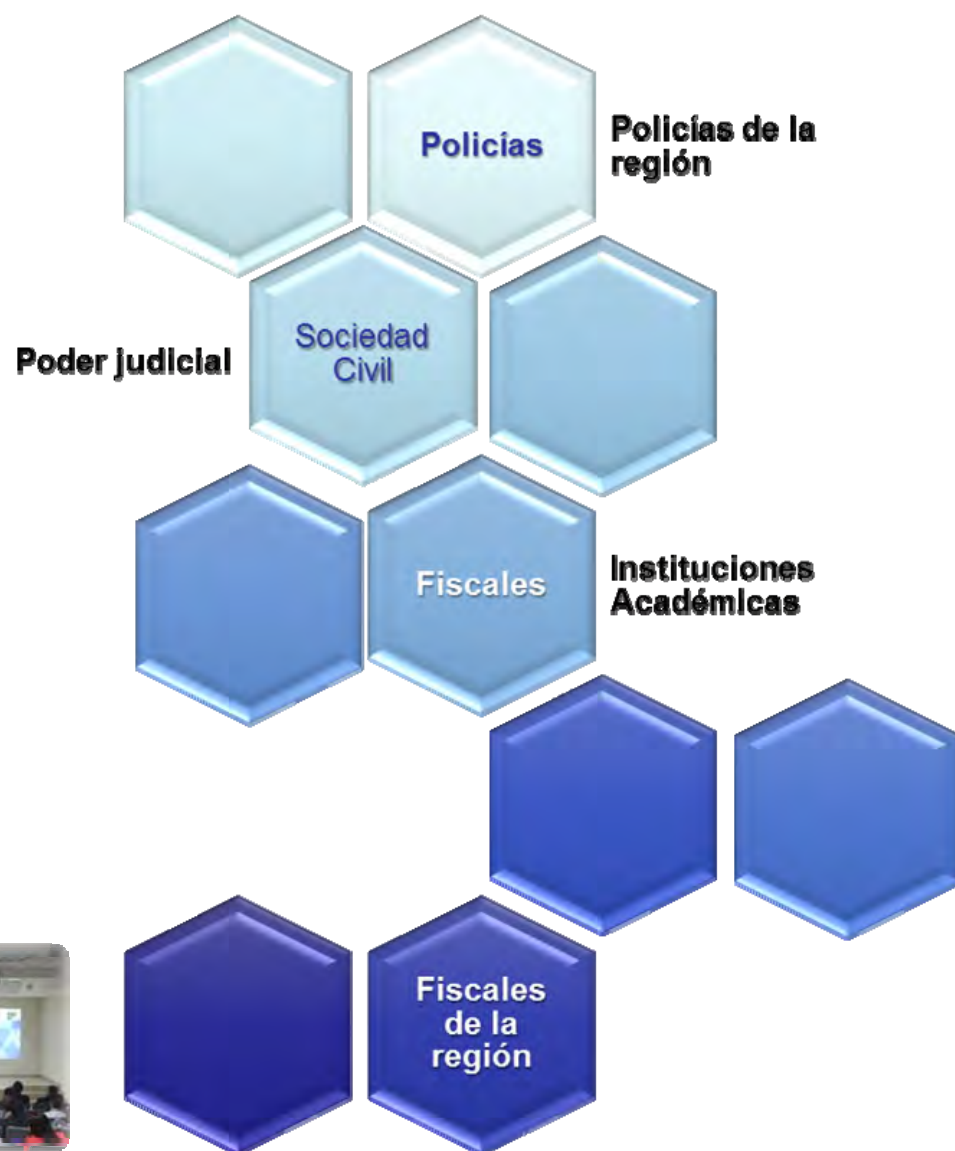 Policías
Policías de la
región
Poder judicial
Sociedad
Civil
Fiscales
Instituciones
Académicas
Fiscales
de la
región